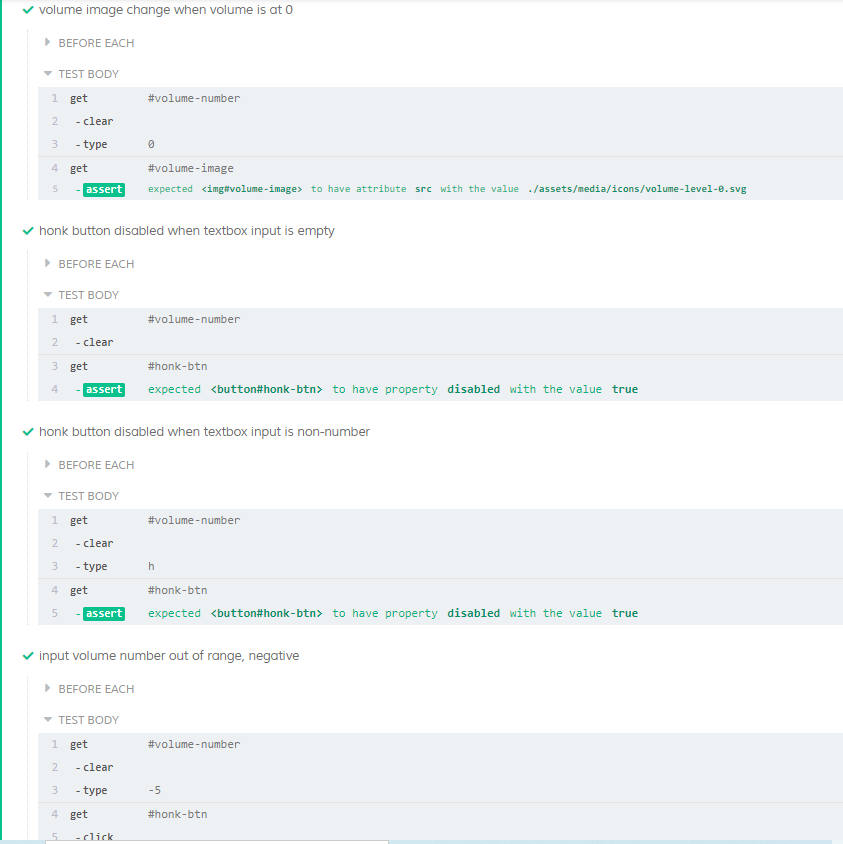 volume image change when volume is at 0
BEFORE EACH
TEST BODY
1 get #volume-number
2 - clear
3 - type 0
4 get #volume-image
5 - assert expected <img#volume-image> to have attribute src with the value ./assets/media/icons/volume-level-0.svg
honk button disabled when textbox input is empty
BEFORE EACH
TEST BODY
1 get #volume-number
2 - clear
3 get #honk-btn
4 - assert expected <button#honk-btn> to have property disabled with the value true
honk button disabled when textbox input is non-number
BEFORE EACH
TEST BODY
1 get #volume-number
2 - clear
3 - type h
4 get #honk-btn
5 - assert expected <button#honk-btn> to have property disabled with the value true
input volume number out of range, negative
BEFORE EACH
TEST BODY
1 get #volume-number
2 - clear
3 - type -5
4 get #honk-btn
5 - click